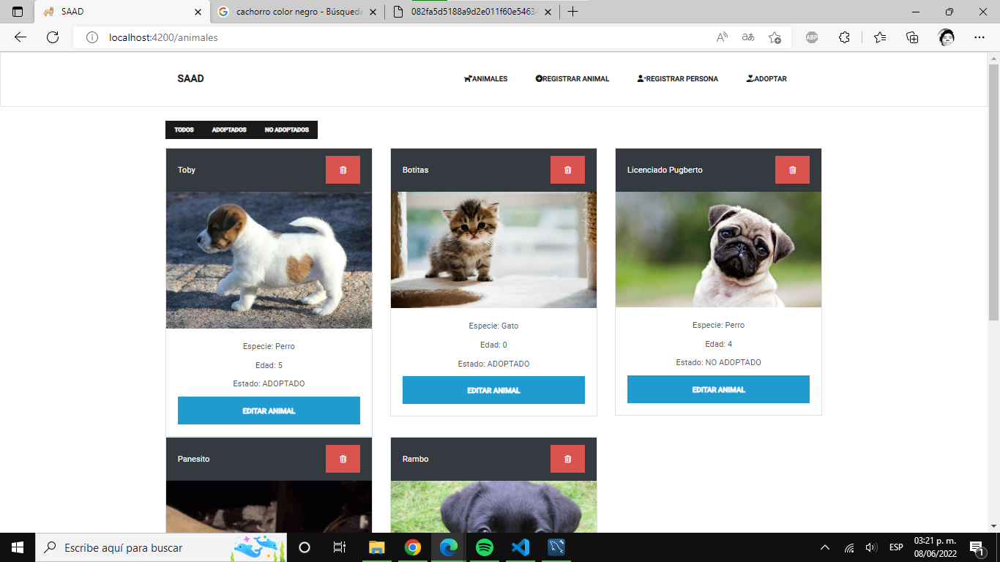 SAAD
cachorro color negro - Búsqueda
082fa5d5188a9d2e011f60e54634
localhost:4200/animales
ABP
SAAD
ANIMALES
REGISTRAR ANIMAL
REGISTRAR PERSONA
ADOPTAR
TODOS
ADOPTADOS
NO ADOPTADOS
Toby
Botitas
Licenciado Pugberto
Especie: Perro
Edad: 5
Estado: ADOPTADO
EDITAR ANIMAL
Especie: Gato
Edad: 0
Estado: ADOPTADO
EDITAR ANIMAL
Especie: Perro
Edad: 4
Estado: NO ADOPTADO
EDITAR ANIMAL
Panesito
Rambo
Escribe aquí para buscar
ESP
03:21 p. m.
08/06/2022
1